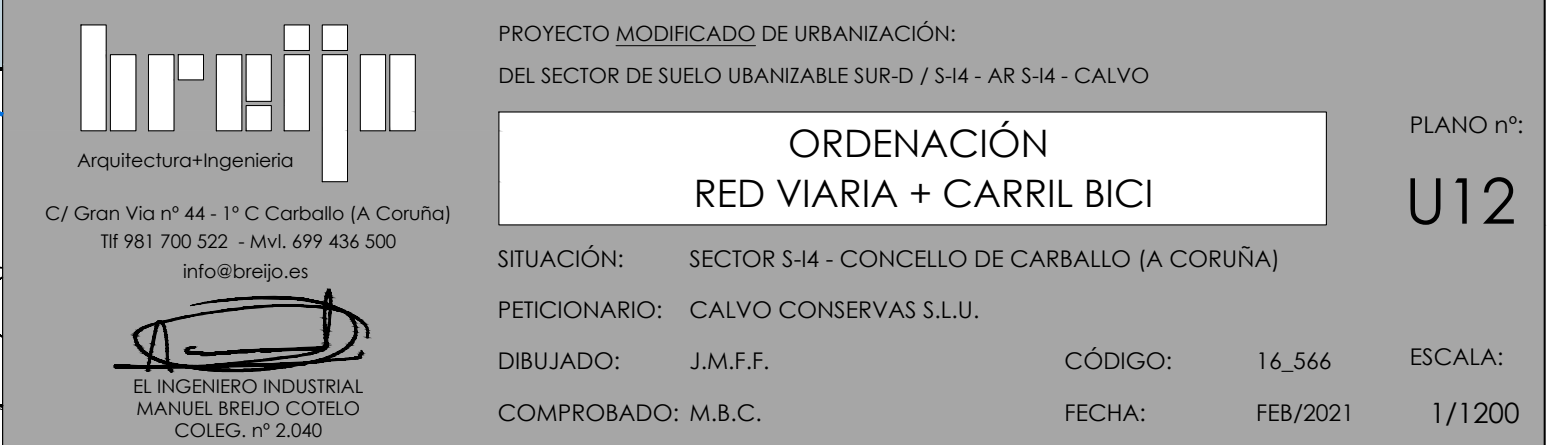 breijo
Arquitectura+Ingenieria
C/ Gran Via nº 44 - 1º C Carballo (A Coruña)
Tlf 981 700 522 - Mvl. 699 436 500
info@breijo.es
EL INGENIERO INDUSTRIAL
MANUEL BREIJO COTELO
COLEG. nº 2.040
PROYECTO MODIFICADO DE URBANIZACIÓN:
DEL SECTOR DE SUELO UBANIZABLE SUR-D / S-I4 - AR S-I4 - CALVO
ORDENACIÓN
RED VIARIA + CARRIL BICI
SITUACIÓN: SECTOR S-I4 - CONCELLO DE CARBALLO (A CORUÑA)
PETICIONARIO: CALVO CONSERVAS S.L.U.
DIBUJADO: J.M.F.F. CÓDIGO: 16_566
COMPROBADO: M.B.C. FECHA: FEB/2021
PLANO nº:
U12
ESCALA:
1/1200